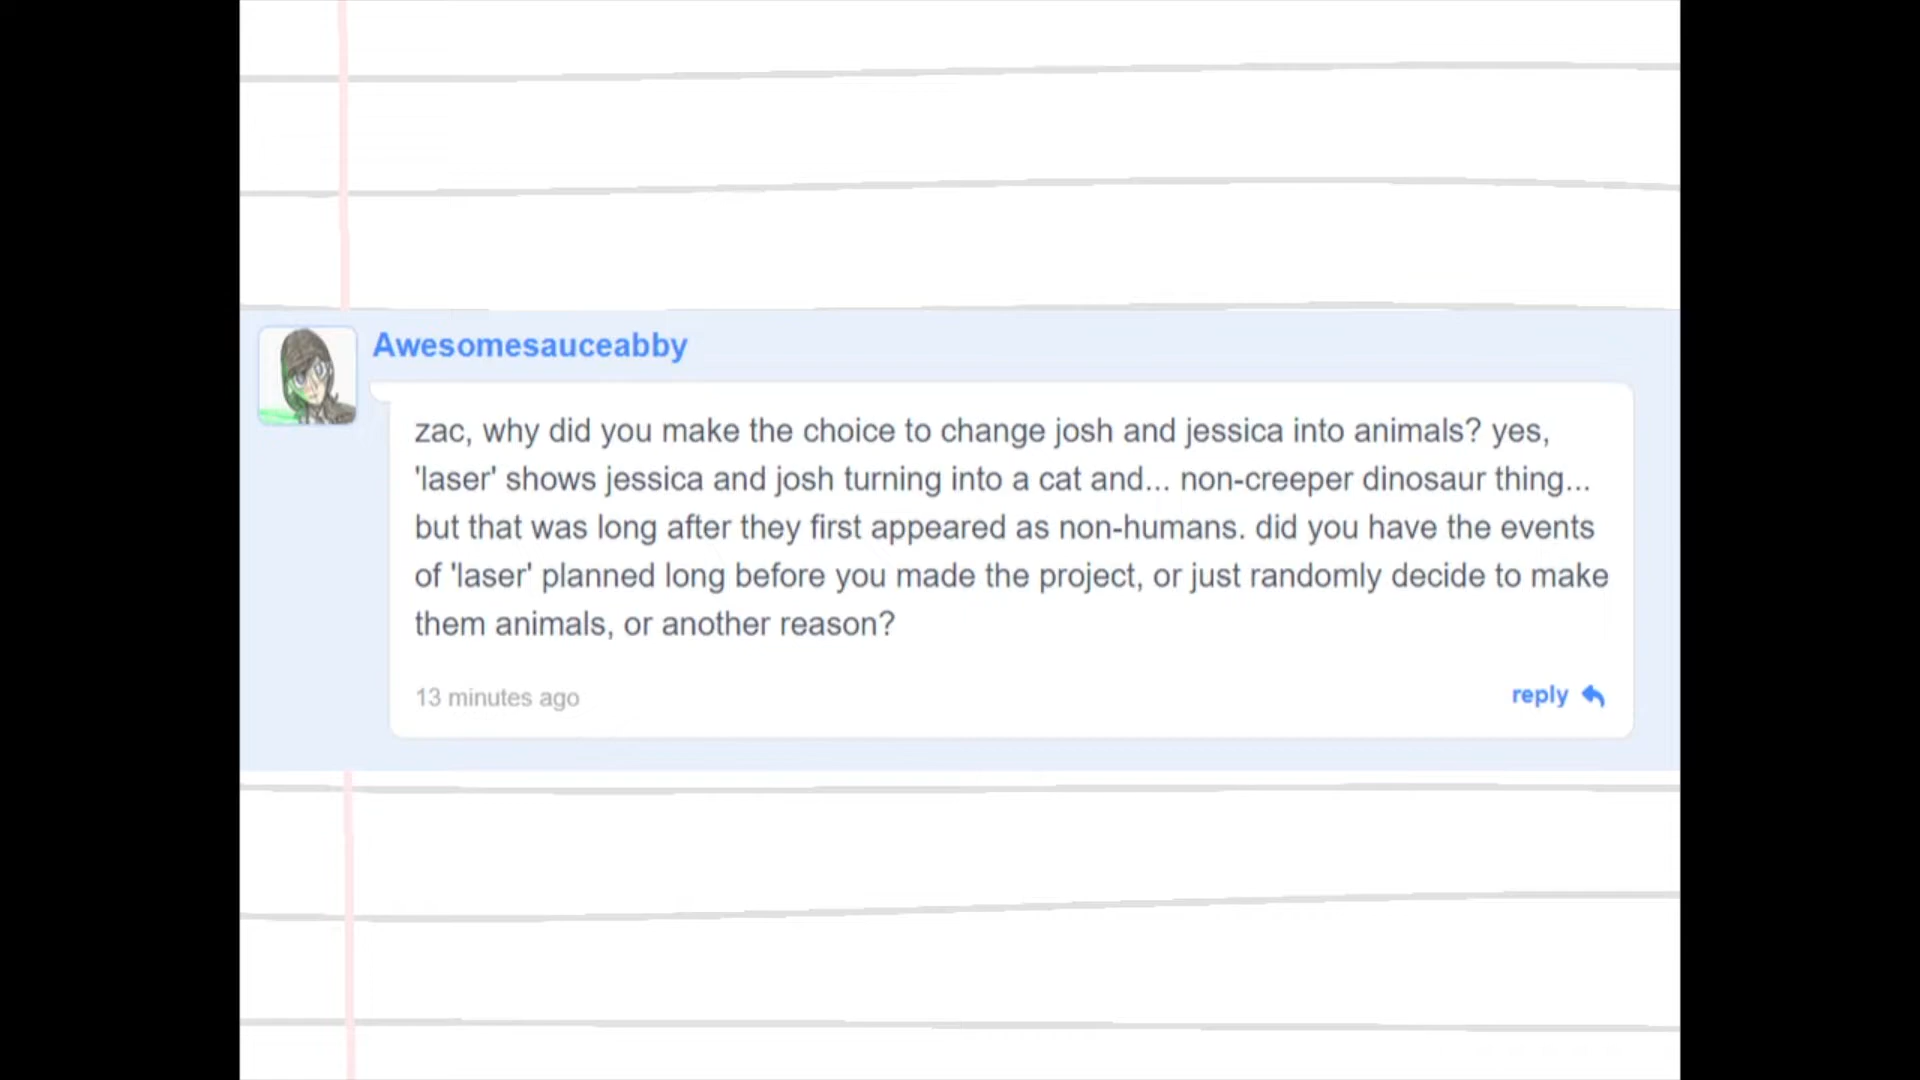 Awesomesauceabby
zac, why did you make the choice to change josh and jessica into animals? yes,
'laser' shows jessica and josh turning into a cat and... non-creeper dinosaur thing...
but that was long after they first appeared as non-humans. did you have the events
of 'laser' planned long before you made the project, or just randomly decide to make
them animals, or another reason?
13 minutes ago
reply